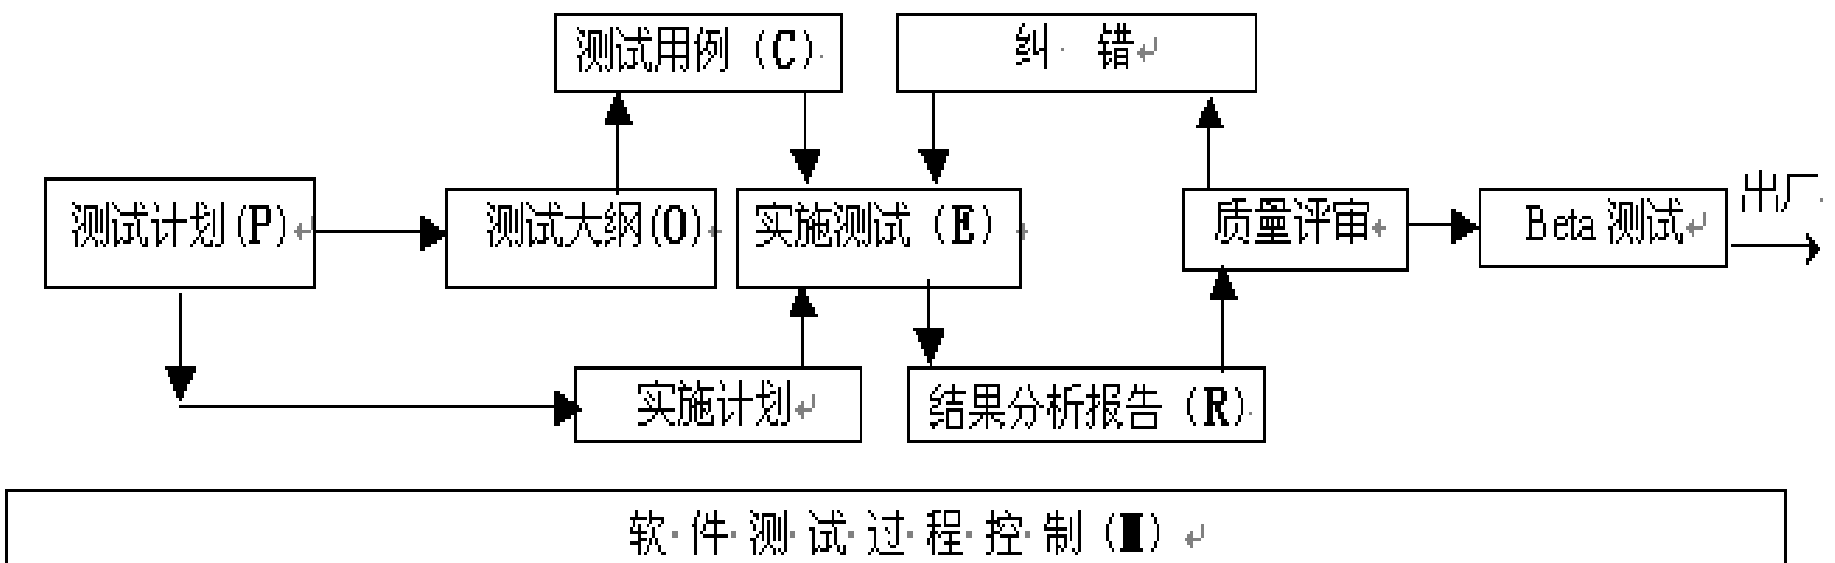 测试用例（C）
纠 错
测试计划(P)
测试大纲(O)
实施测试（E）
质量评审
Beta 测试
出厂
实施计划
结果分析报告（R）
软件测试过程控制